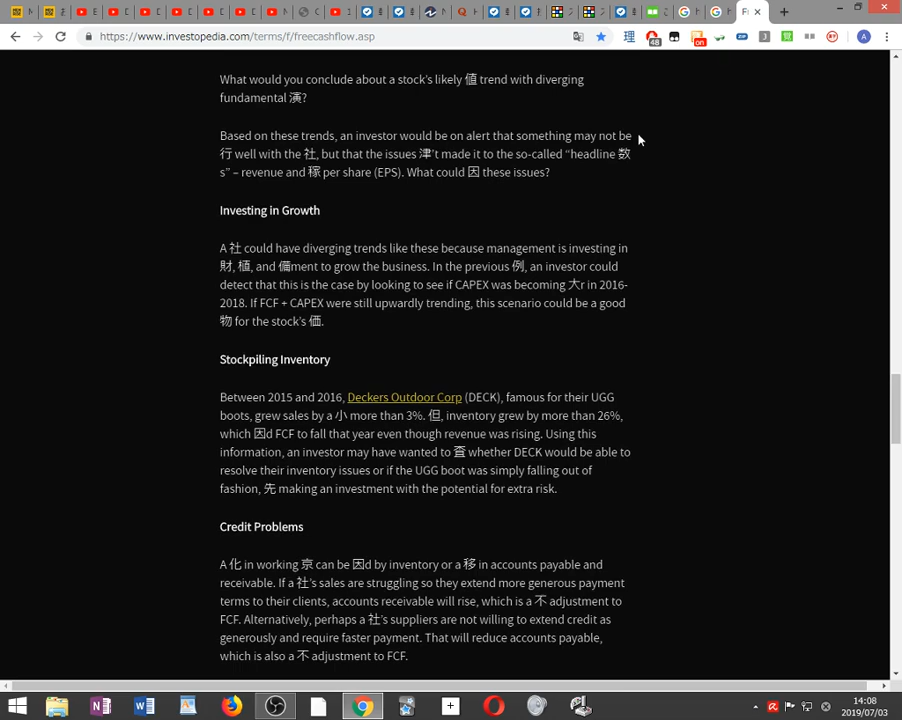 https://www.investopedia.com/terms/f/freecashflow.asp
What would you conclude about a stock's likely 値 trend with diverging
fundamental 演?
Based on these trends, an investor would be on alert that something may not be
行 well with the 社, but that the issues 津't made it to the so-called “headline 数
s” – revenue and 稼 per share (EPS). What could 因 these issues?
Investing in Growth
A 社 could have diverging trends like these because management is investing in
財, 植, and 備ment to grow the business. In the previous 例, an investor could
detect that this is the case by looking to see if CAPEX was becoming 大r in 2016-
2018. If FCF + CAPEX were still upwardly trending, this scenario could be a good
物 for the stock's 価.
Stockpiling Inventory
Between 2015 and 2016, Deckers Outdoor Corp (DECK), famous for their UGG
boots, grew sales by a 小 more than 3%. 但, inventory grew by more than 26%,
which 因d FCF to fall that year even though revenue was rising. Using this
information, an investor may have wanted to 査 whether DECK would be able to
resolve their inventory issues or if the UGG boot was simply falling out of
fashion, 先 making an investment with the potential for extra risk.
Credit Problems
A 化 in working 京 can be 因d by inventory or a 移 in accounts payable and
receivable. If a 社's sales are struggling so they extend more generous payment
terms to their clients, accounts receivable will rise, which is a 不 adjustment to
FCF. Alternatively, perhaps a 社's suppliers are not willing to extend credit as
generously and require faster payment. That will reduce accounts payable,
which is also a 不 adjustment to FCF.
14:08
2019/07/03